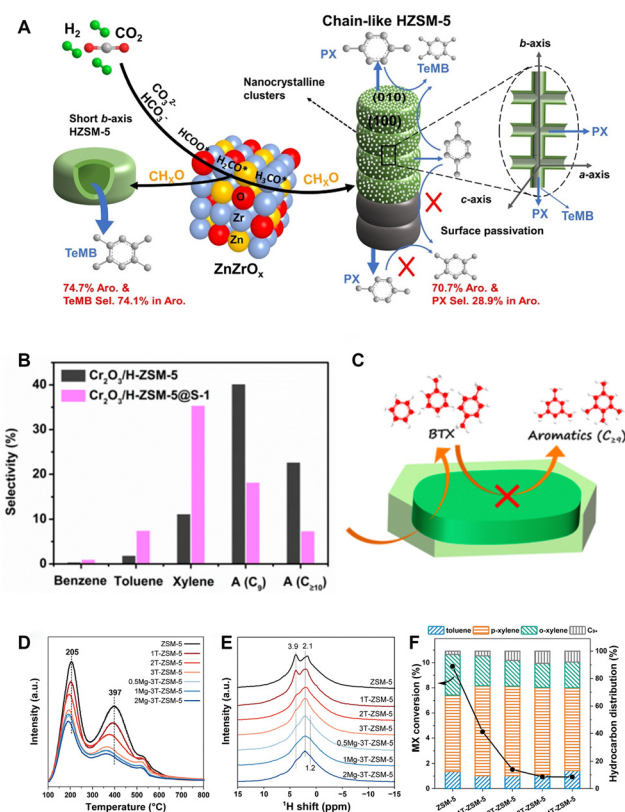 A
H₂
CO₂
CO₃²⁻
HCO₃⁻
HCOO*
H₂CO*
H₃CO*
Short b-axis
HZSM-5
CHₓO
CHₓO
O
Zr
Zn
ZnZrOₓ
TeMB
74.7% Aro. &
TeMB Sel. 74.1% in Aro.
Chain-like HZSM-5
PX
TeMB
Nanocrystalline
clusters
(010)
(100)
Surface passivation
PX
70.7% Aro. &
PX Sel. 28.9% in Aro.
b-axis
PX
a-axis
c-axis
PX
TeMB
B
Cr₂O₃/H-ZSM-5
Cr₂O₃/H-ZSM-5@S-1
Selectivity (%)
40
30
20
10
0
Benzene Toluene Xylene A (C₉) A (C≥10)
C
BTX
Aromatics (C≥9)
D
205
397
ZSM-5
1T-ZSM-5
2T-ZSM-5
3T-ZSM-5
0.5Mg-3T-ZSM-5
1Mg-3T-ZSM-5
2Mg-3T-ZSM-5
Intensity (a.u.)
100 200 300 400 500 600 700 800
Temperature (°C)
E
3.9 2.1
ZSM-5
1T-ZSM-5
2T-ZSM-5
3T-ZSM-5
0.5Mg-3T-ZSM-5
1Mg-3T-ZSM-5
2Mg-3T-ZSM-5
1.2
Intensity (a.u.)
15 10 5 0 -5 -10 -15
¹H shift (ppm)
F
toluene p-xylene o-xylene C₉₊
MX conversion (%)
10
8
6
4
2
0
Hydrocarbon distribution (%)
100
80
60
40
20
0
ZSM-5